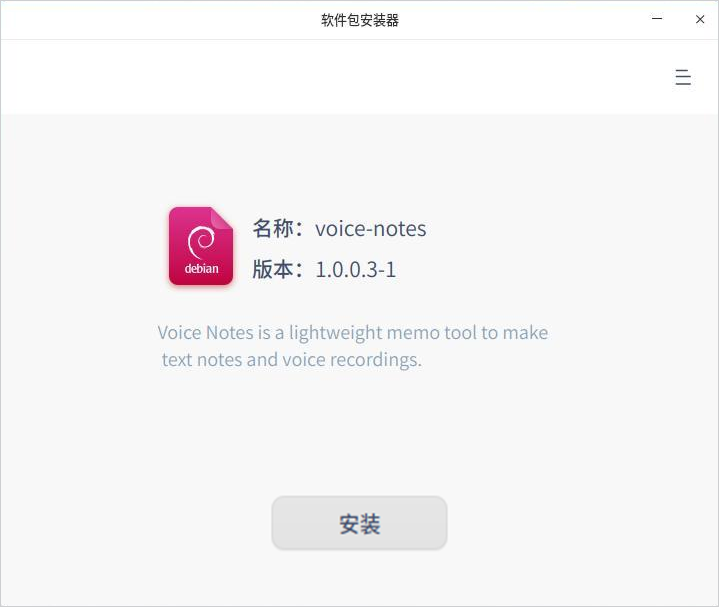 软件包安装器
名称：voice-notes
debian
版本：1.0.0.3-1
Voice Notes is a lightweight memo tool to make
text notes and voice recordings.
安装